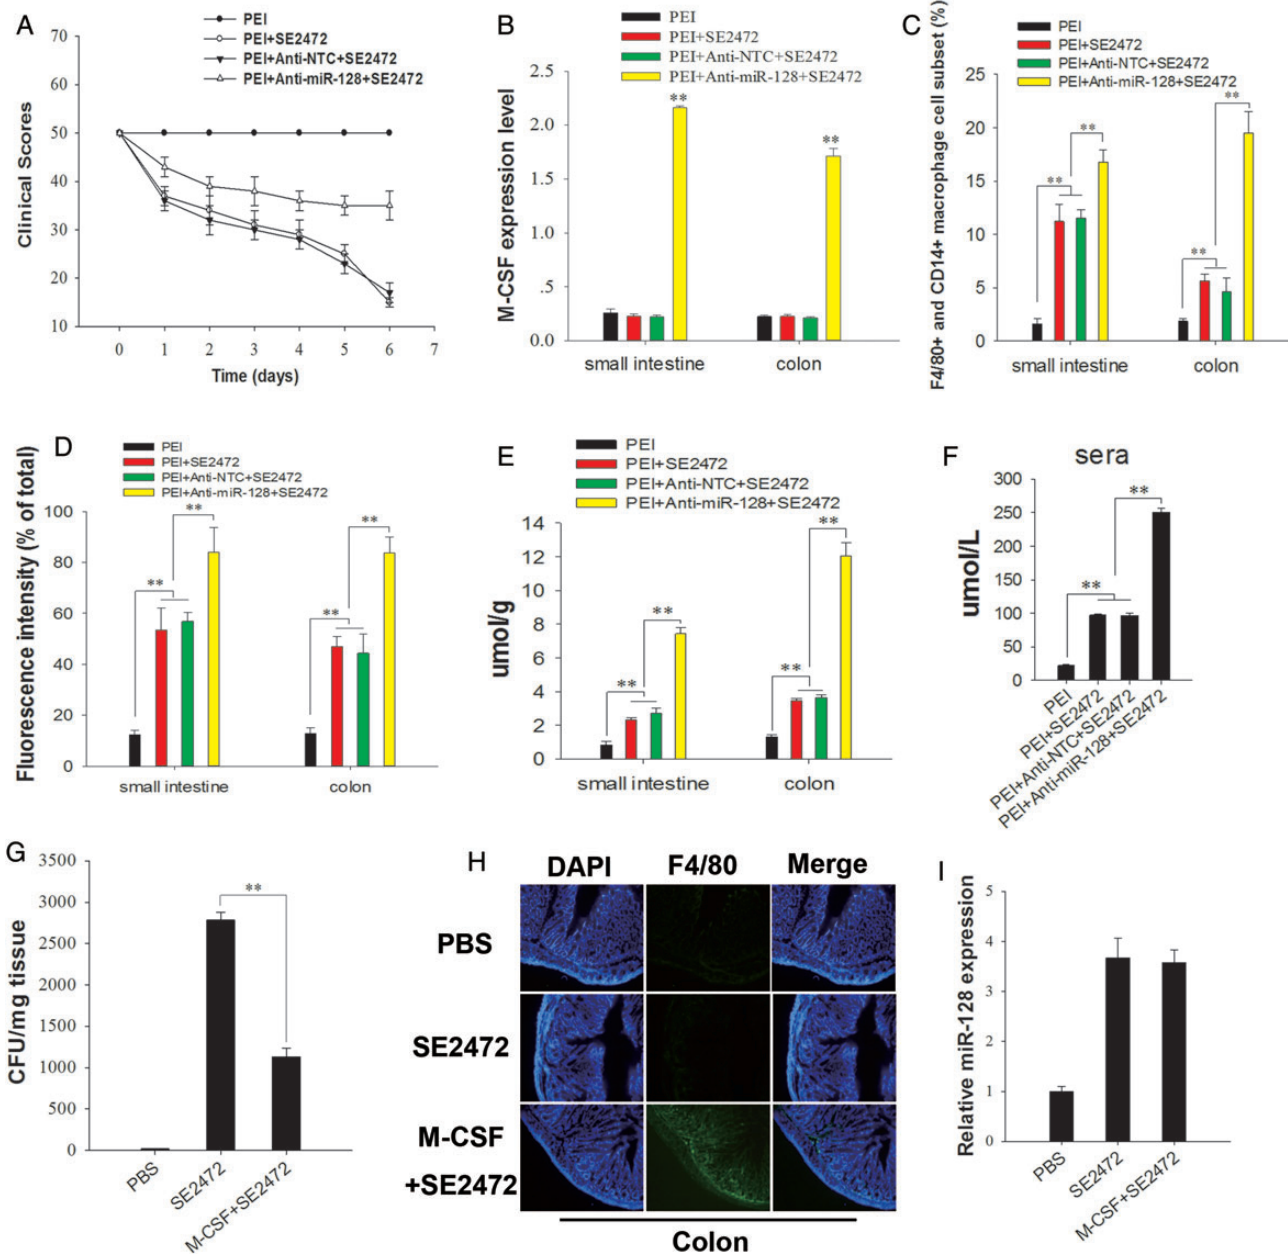 A
PEI
PEI+SE2472
PEI+Anti-NTC+SE2472
PEI+Anti-miR-128+SE2472
Clinical Scores
70
60
50
40
30
20
10
0 1 2 3 4 5 6 7
Time (days)
B
PEI
PEI+SE2472
PEI+Anti-NTC+SE2472
PEI+Anti-miR-128+SE2472
M-CSF expression level
2.5
2.0
1.5
1.0
.5
0.0
**
**
small intestine colon
C
PEI
PEI+SE2472
PEI+Anti-NTC+SE2472
PEI+Anti-miR-128+SE2472
F4/80+ and CD14+ macrophage cell subset (%)
25
20
15
10
5
0
** **
** **
small intestine colon
D
PEI
PEI+SE2472
PEI+Anti-NTC+SE2472
PEI+Anti-miR-128+SE2472
Fluorescence intensity (% of total)
100
80
60
40
20
0
** **
** **
small intestine colon
E
PEI
PEI+SE2472
PEI+Anti-NTC+SE2472
PEI+Anti-miR-128+SE2472
umol/g
14
12
10
8
6
4
2
0
** **
** **
small intestine colon
F
sera
umol/L
300
250
200
150
100
50
0
** **
PEI
PEI+SE2472
PEI+Anti-NTC+SE2472
PEI+Anti-miR-128+SE2472
G
CFU/mg tissue
3500
3000
2500
2000
1500
1000
500
0
**
PBS
SE2472
M-CSF+SE2472
H
DAPI F4/80 Merge
PBS
SE2472
M-CSF
+SE2472
Colon
I
Relative miR-128 expression
5
4
3
2
1
0
PBS
SE2472
M-CSF+SE2472